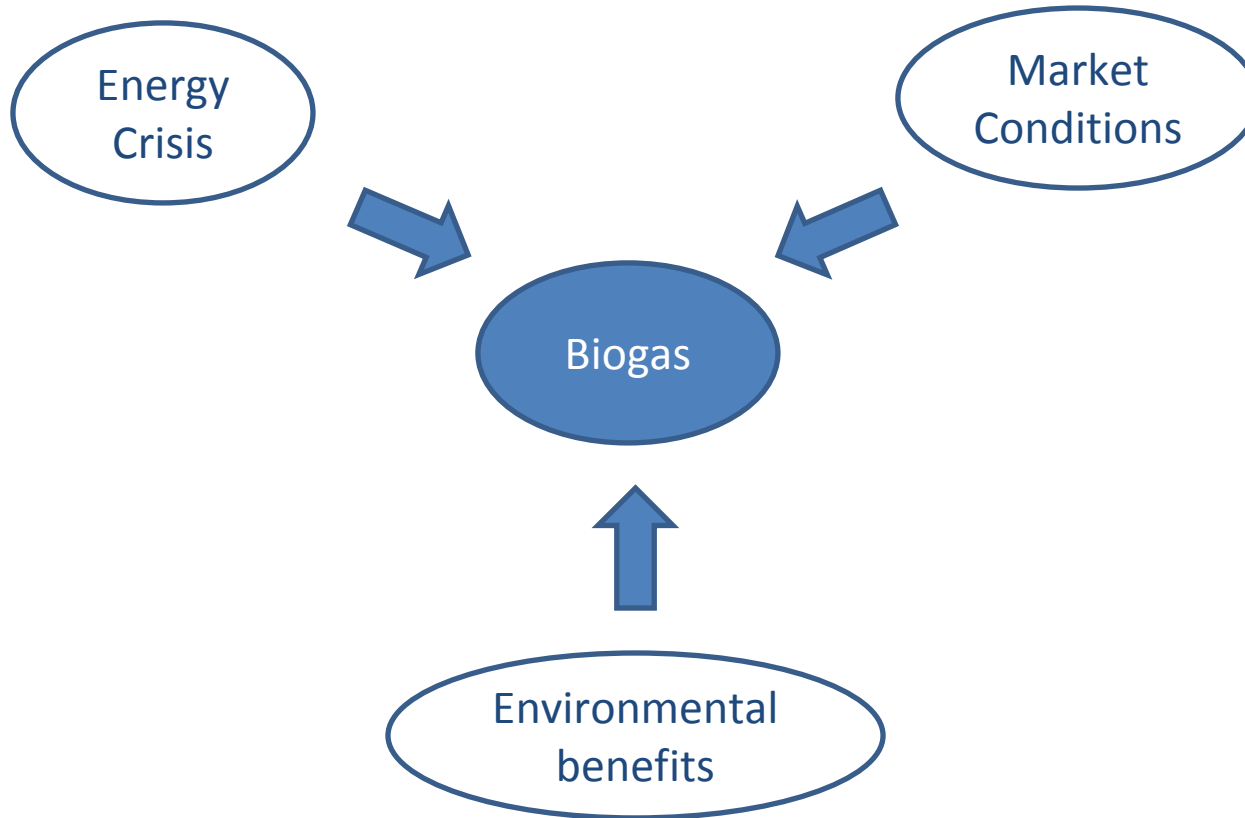 Energy
Crisis
Market
Conditions
Biogas
Environmental
benefits